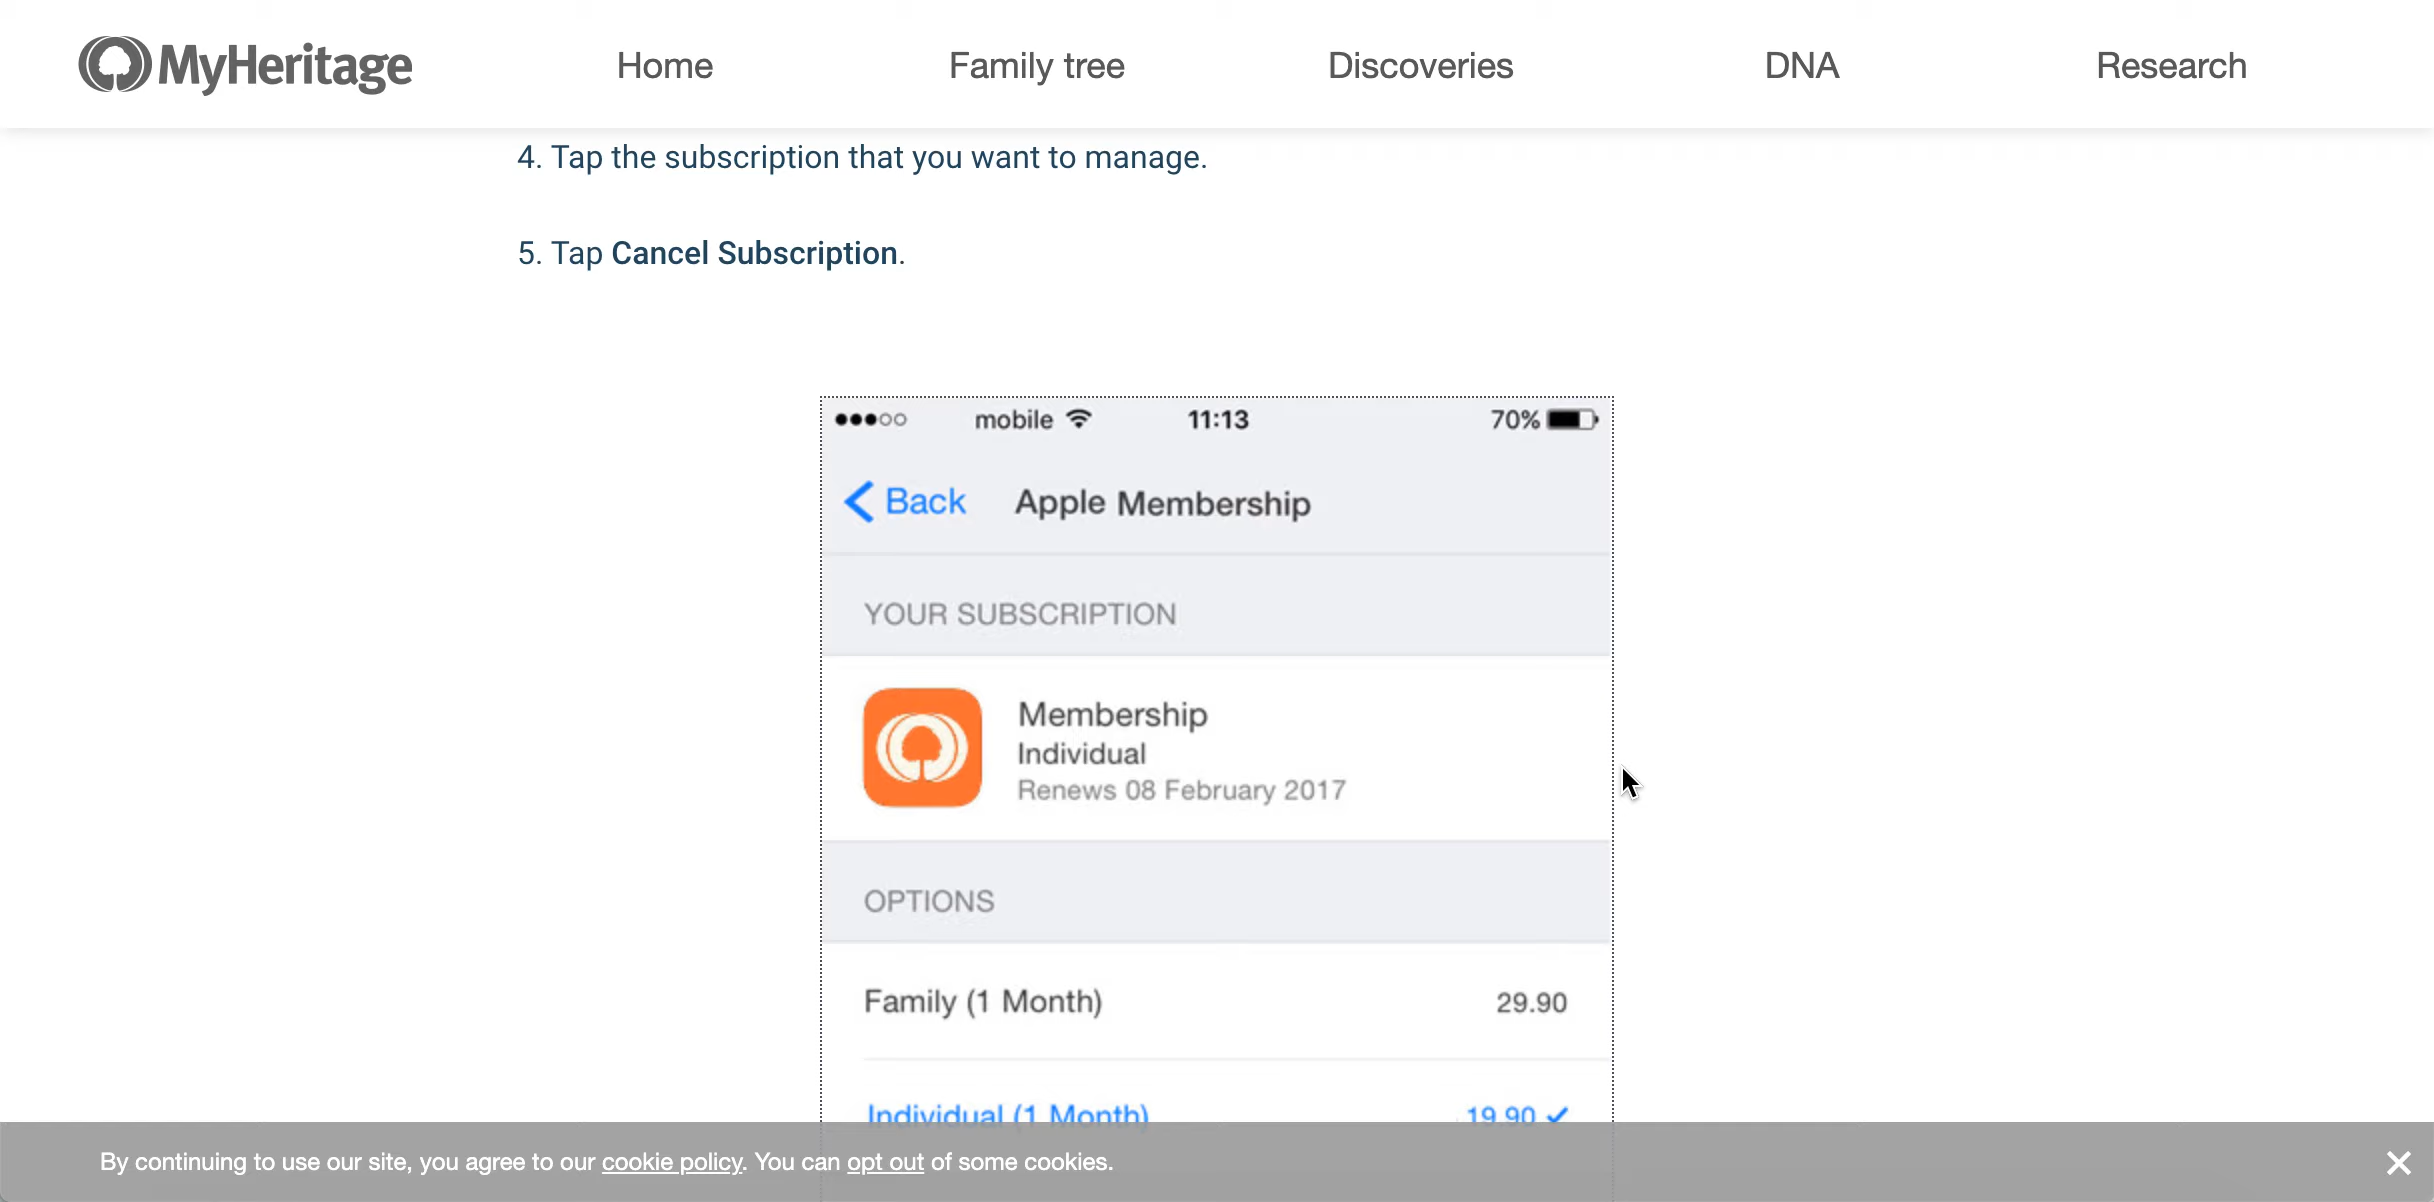 MyHeritage
Home
Family tree
Discoveries
DNA
Research
4. Tap the subscription that you want to manage.
5. Tap Cancel Subscription.
mobile
11:13
70%
Back
Apple Membership
YOUR SUBSCRIPTION
Membership
Individual
Renews 08 February 2017
OPTIONS
Family (1 Month)
29.90
Individual (1 Month)
19.90
By continuing to use our site, you agree to our cookie policy. You can opt out of some cookies.